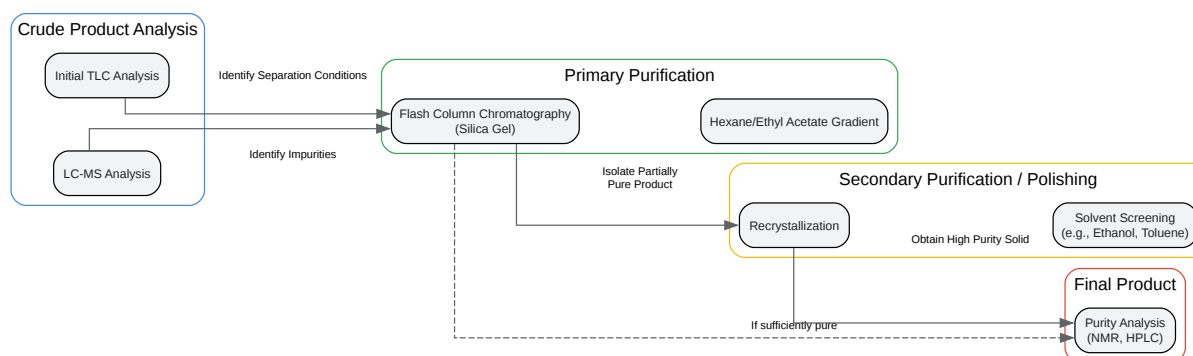 Crude Product Analysis
Initial TLC Analysis
LC-MS Analysis
Identify Separation Conditions
Identify Impurities
Primary Purification
Flash Column Chromatography
(Silica Gel)
Hexane/Ethyl Acetate Gradient
Isolate Partially
Pure Product
Secondary Purification / Polishing
Recrystallization
Obtain High Purity Solid
Solvent Screening
(e.g., Ethanol, Toluene)
If sufficiently pure
Final Product
Purity Analysis
(NMR, HPLC)